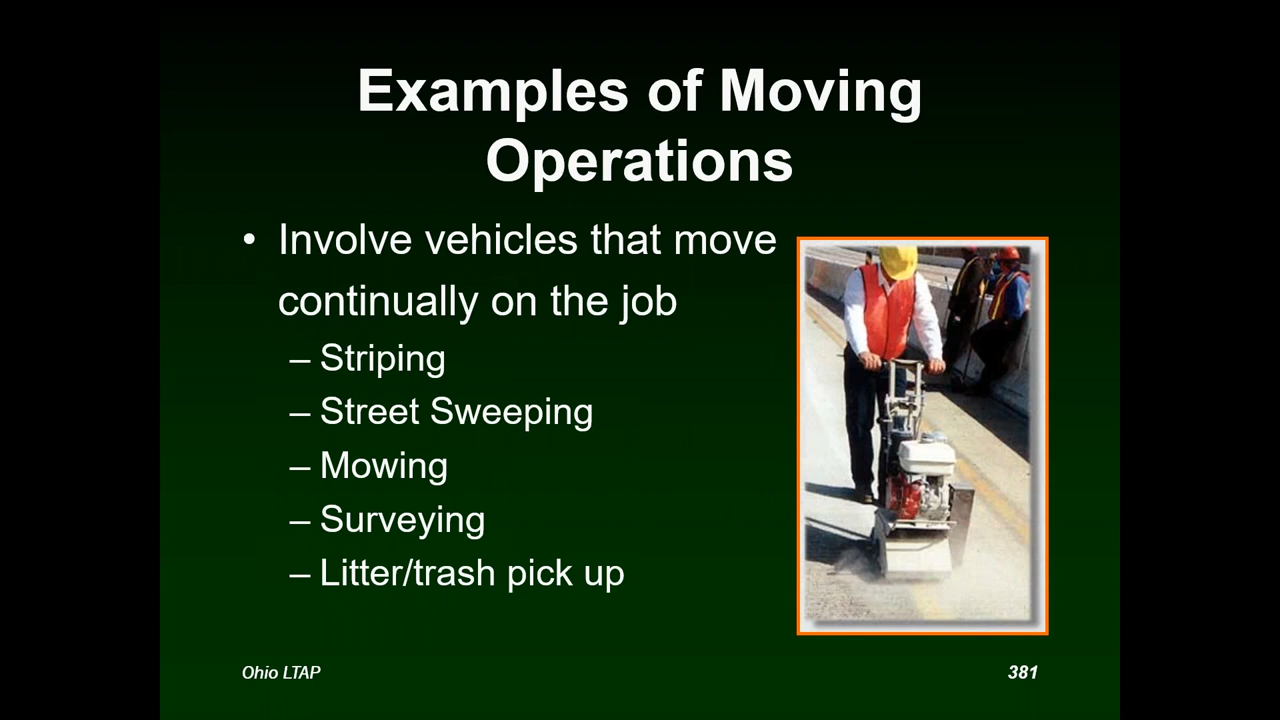 Examples of Moving
Operations
• Involve vehicles that move
continually on the job
– Striping
– Street Sweeping
– Mowing
– Surveying
– Litter/trash pick up
Ohio LTAP
381